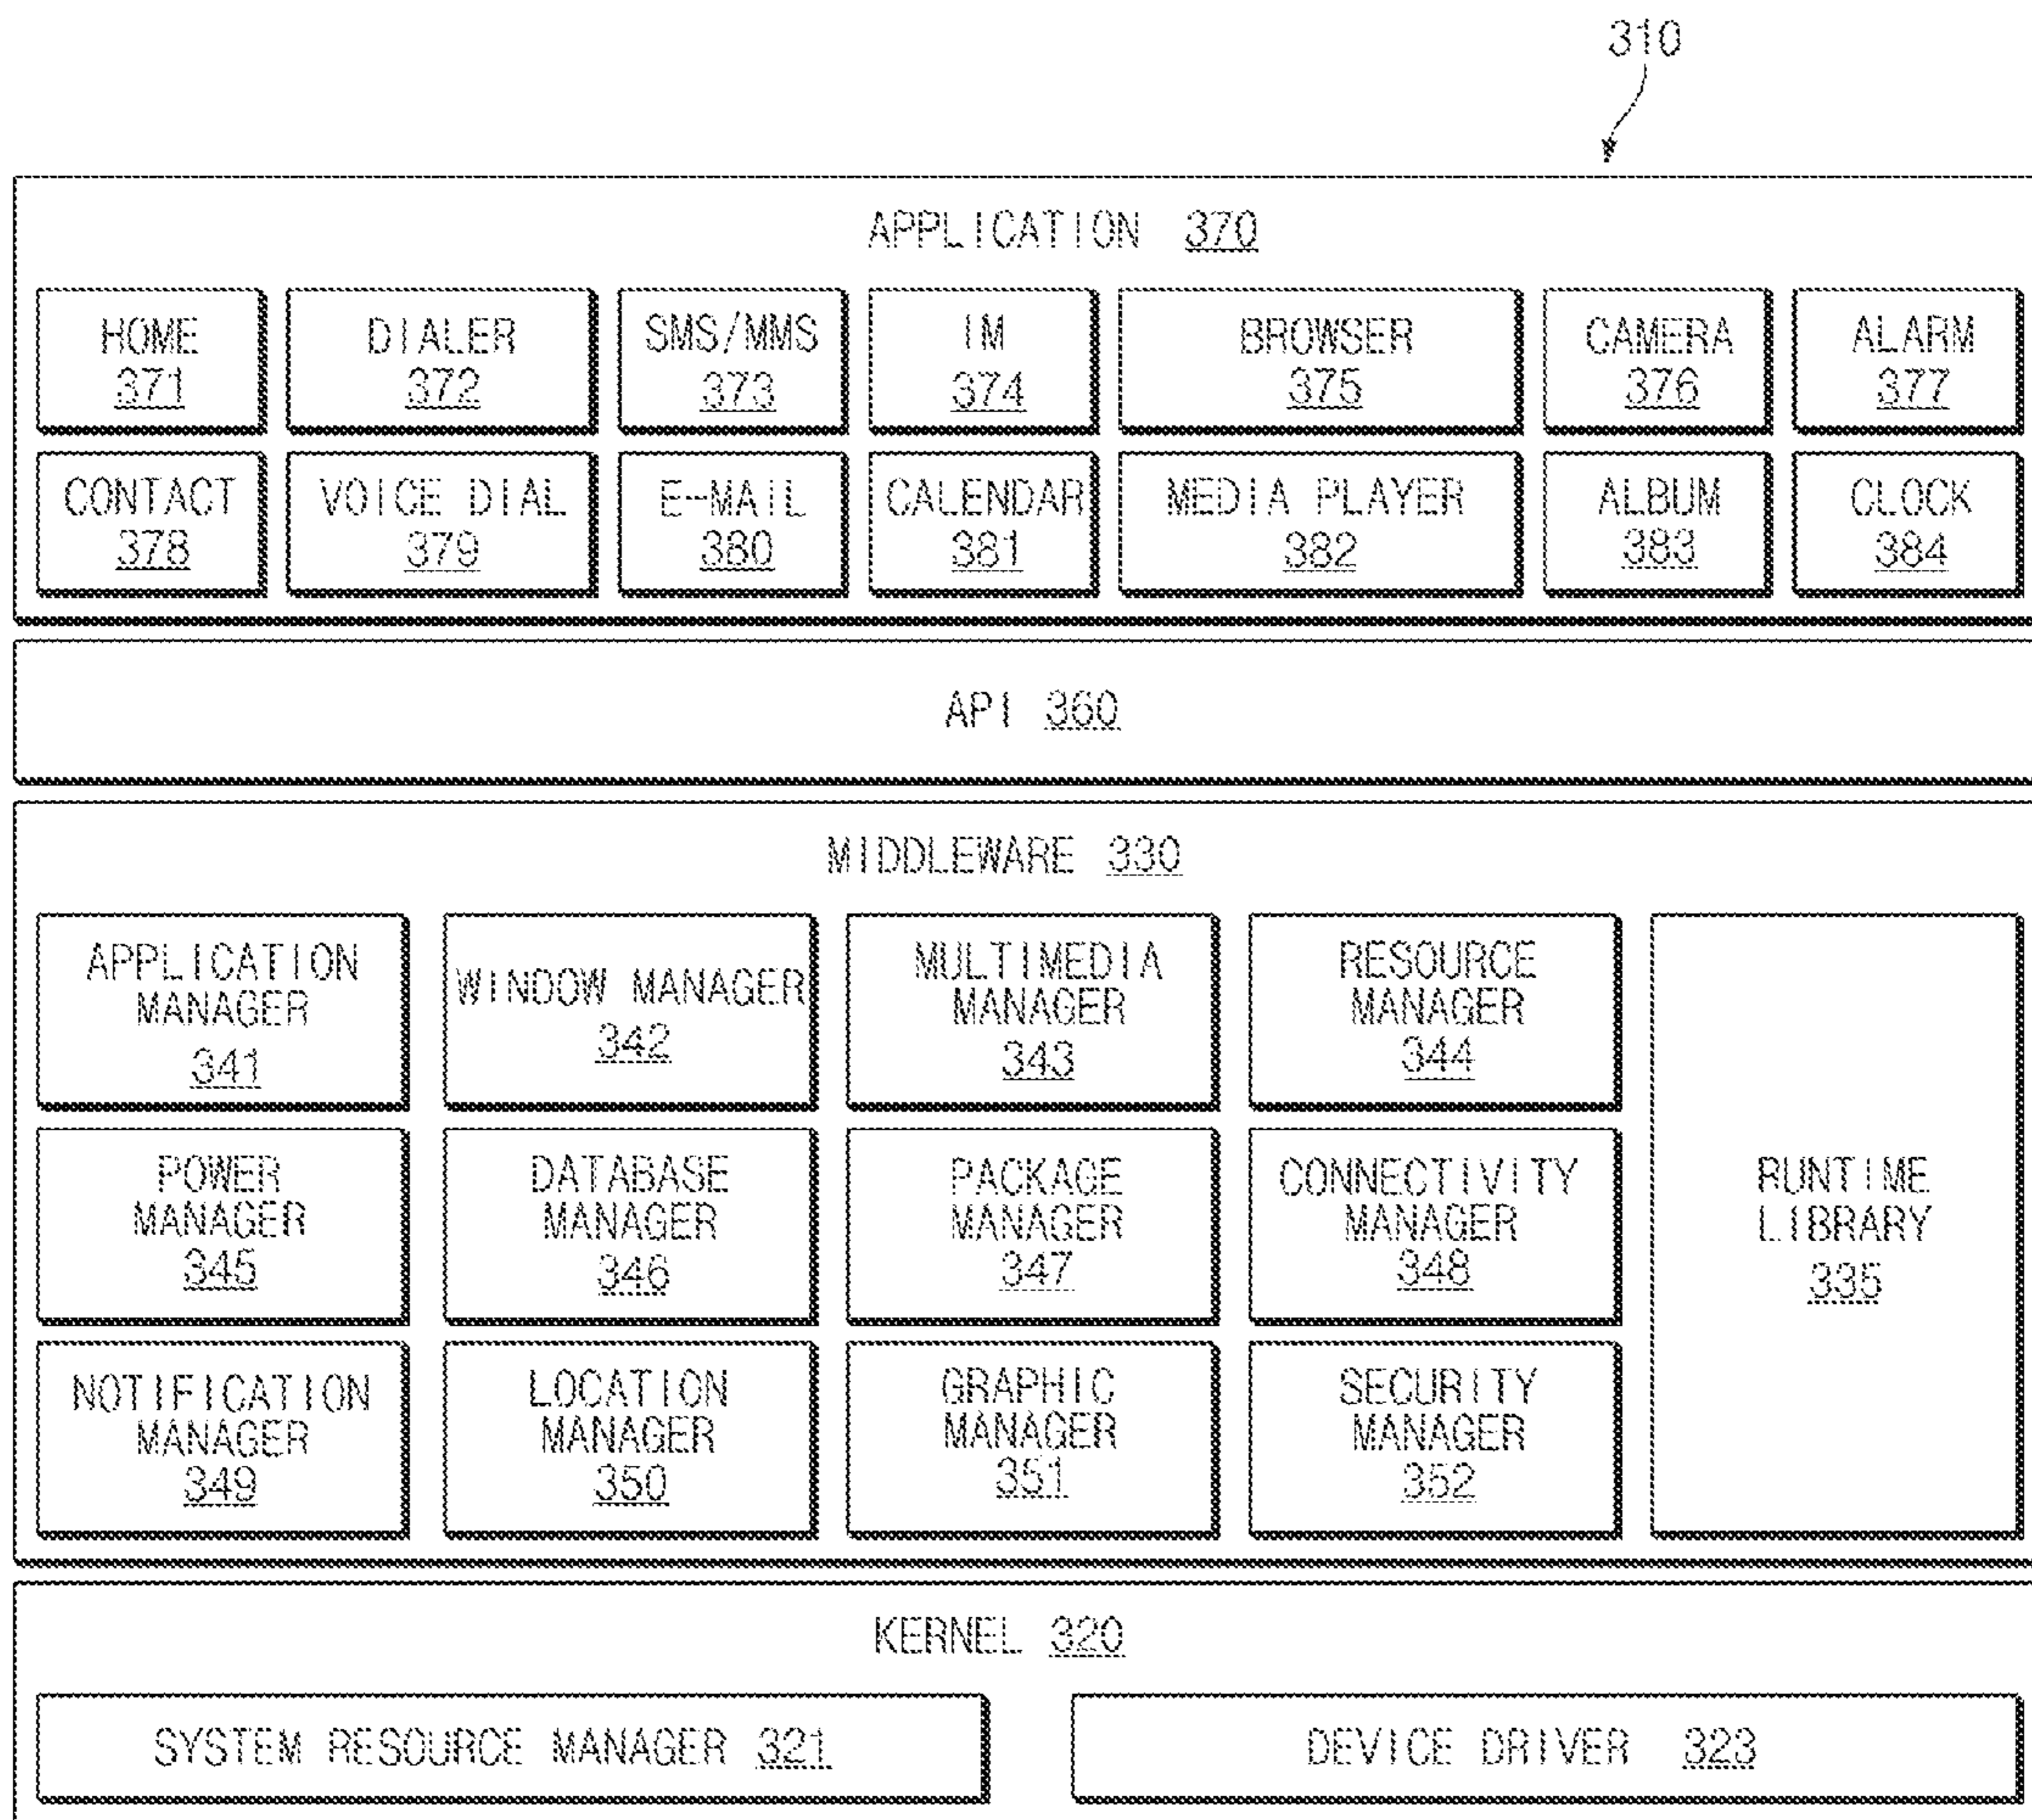 310
APPLICATION 370
HOME
371
DIALER
372
SMS/MMS
373
IM
374
BROWSER
375
CAMERA
376
ALARM
377
CONTACT
378
VOICE DIAL
379
E-MAIL
380
CALENDAR
381
MEDIA PLAYER
382
ALBUM
383
CLOCK
384
API 360
MIDDLEWARE 330
APPLICATION
MANAGER
341
WINDOW MANAGER
342
MULTIMEDIA
MANAGER
343
RESOURCE
MANAGER
344
POWER
MANAGER
345
DATABASE
MANAGER
346
PACKAGE
MANAGER
347
CONNECTIVITY
MANAGER
348
NOTIFICATION
MANAGER
349
LOCATION
MANAGER
350
GRAPHIC
MANAGER
351
SECURITY
MANAGER
352
RUNTIME
LIBRARY
335
KERNEL 320
SYSTEM RESOURCE MANAGER 321
DEVICE DRIVER 323